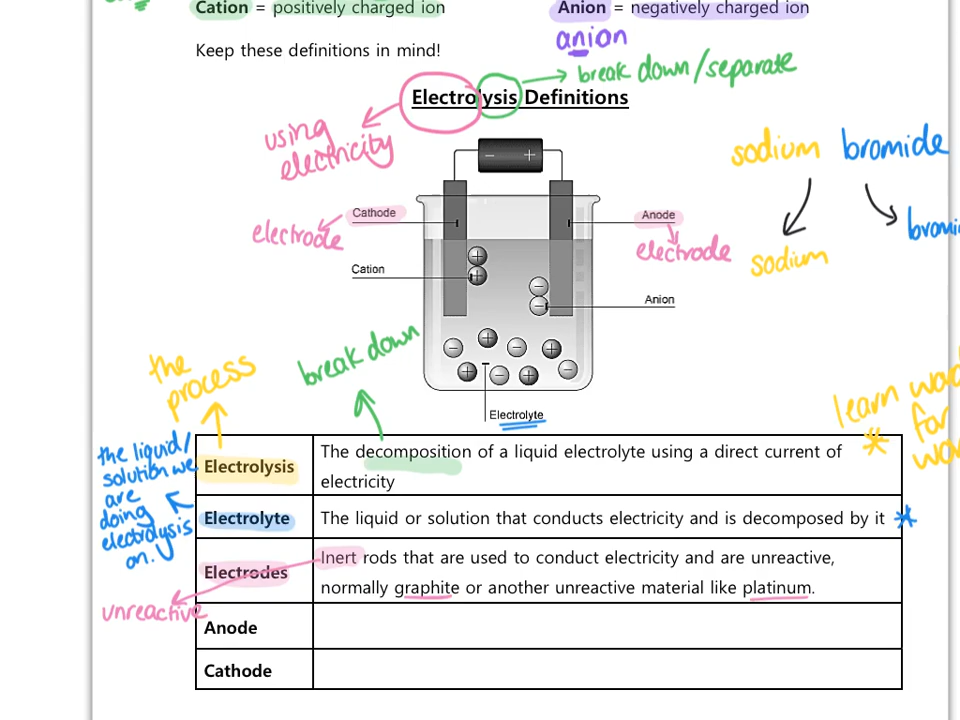 Cation = positively charged ion
Anion = negatively charged ion
anion
Keep these definitions in mind!
break down/separate
Electrolysis Definitions
using
electricity
sodium bromide
Cathode
Anode
electrode
electrode
sodium
Cation
Anion
break down
the
process
Electrolyte
learn
for
the liquid/
solution we
are
doing
electrolysis
on.
Electrolysis
The decomposition of a liquid electrolyte using a direct current of
electricity
Electrolyte
The liquid or solution that conducts electricity and is decomposed by it
Electrodes
Inert rods that are used to conduct electricity and are unreactive,
normally graphite or another unreactive material like platinum.
unreactive
Anode
Cathode